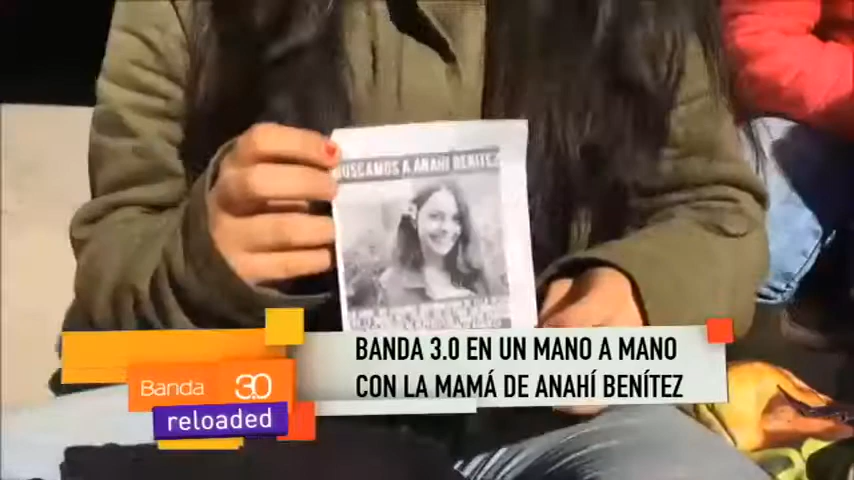 BUSCAMOS A ANAHÍ BENITEZ
BANDA 3.0 EN UN MANO A MANO
CON LA MAMÁ DE ANAHÍ BENÍTEZ
Banda 3.0
reloaded